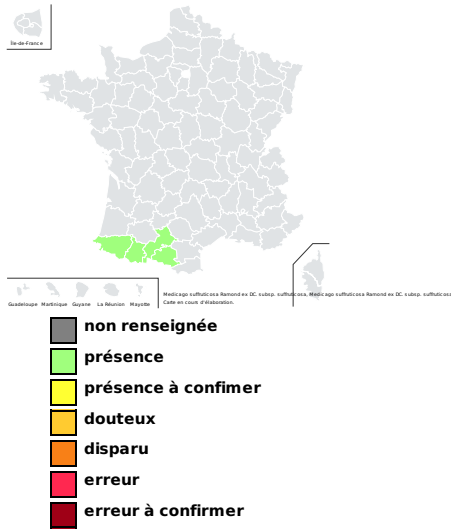 Île-de-France
Guadeloupe Martinique Guyane La Réunion Mayotte
Medicago suffruticosa Ramond ex DC. subsp. suffruticosa, Medicago suffruticosa Ramond ex DC. subsp. suffruticosa
Carte en cours d'élaboration.
non renseignée
présence
présence à confimer
douteux
disparu
erreur
erreur à confirmer